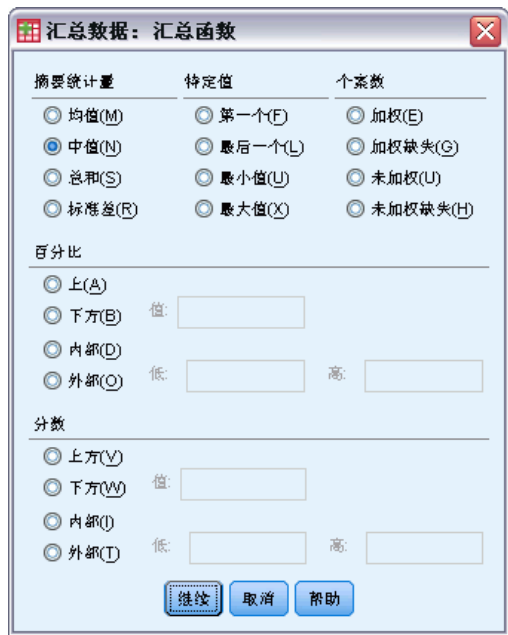 汇总数据：汇总函数
摘要统计量 特定值 个案数
均值(M) 第一个(F) 加权(E)
中值(N) 最后一个(L) 加权缺失(G)
总和(S) 最小值(U) 未加权(U)
标准差(R) 最大值(X) 未加权缺失(H)
百分比
上(A)
下方(B) 值:
内部(D)
外部(O) 低: 高:
分数
上方(V)
下方(W) 值:
内部(I)
外部(T) 低: 高:
继续 取消 帮助